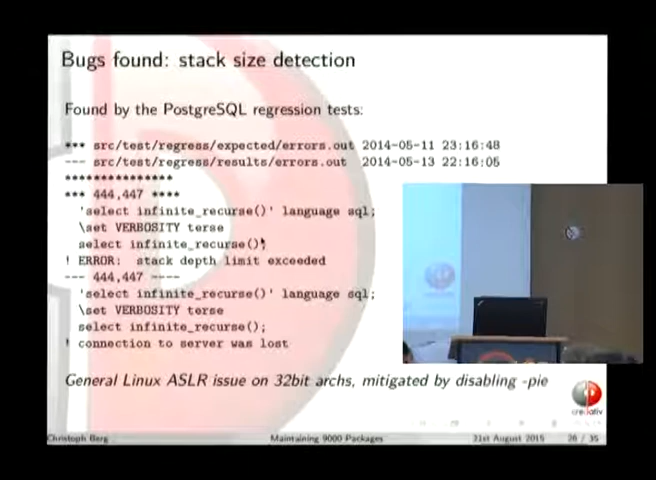 Bugs found: stack size detection
Found by the PostgreSQL regression tests:
*** src/test/regress/expected/errors.out 2014-05-11 23:16:48
--- src/test/regress/results/errors.out 2014-05-13 22:16:05
***************
*** 444,447 ****
'select infinite_recurse()' language sql;
\set VERBOSITY terse
select infinite_recurse();
! ERROR: stack depth limit exceeded
--- 444,447 ----
'select infinite_recurse()' language sql;
\set VERBOSITY terse
select infinite_recurse();
! connection to server was lost
General Linux ASLR issue on 32bit archs, mitigated by disabling -pie
credativ
Christoph Berg
Maintaining 9000 Packages
21st August 2015
26 / 35